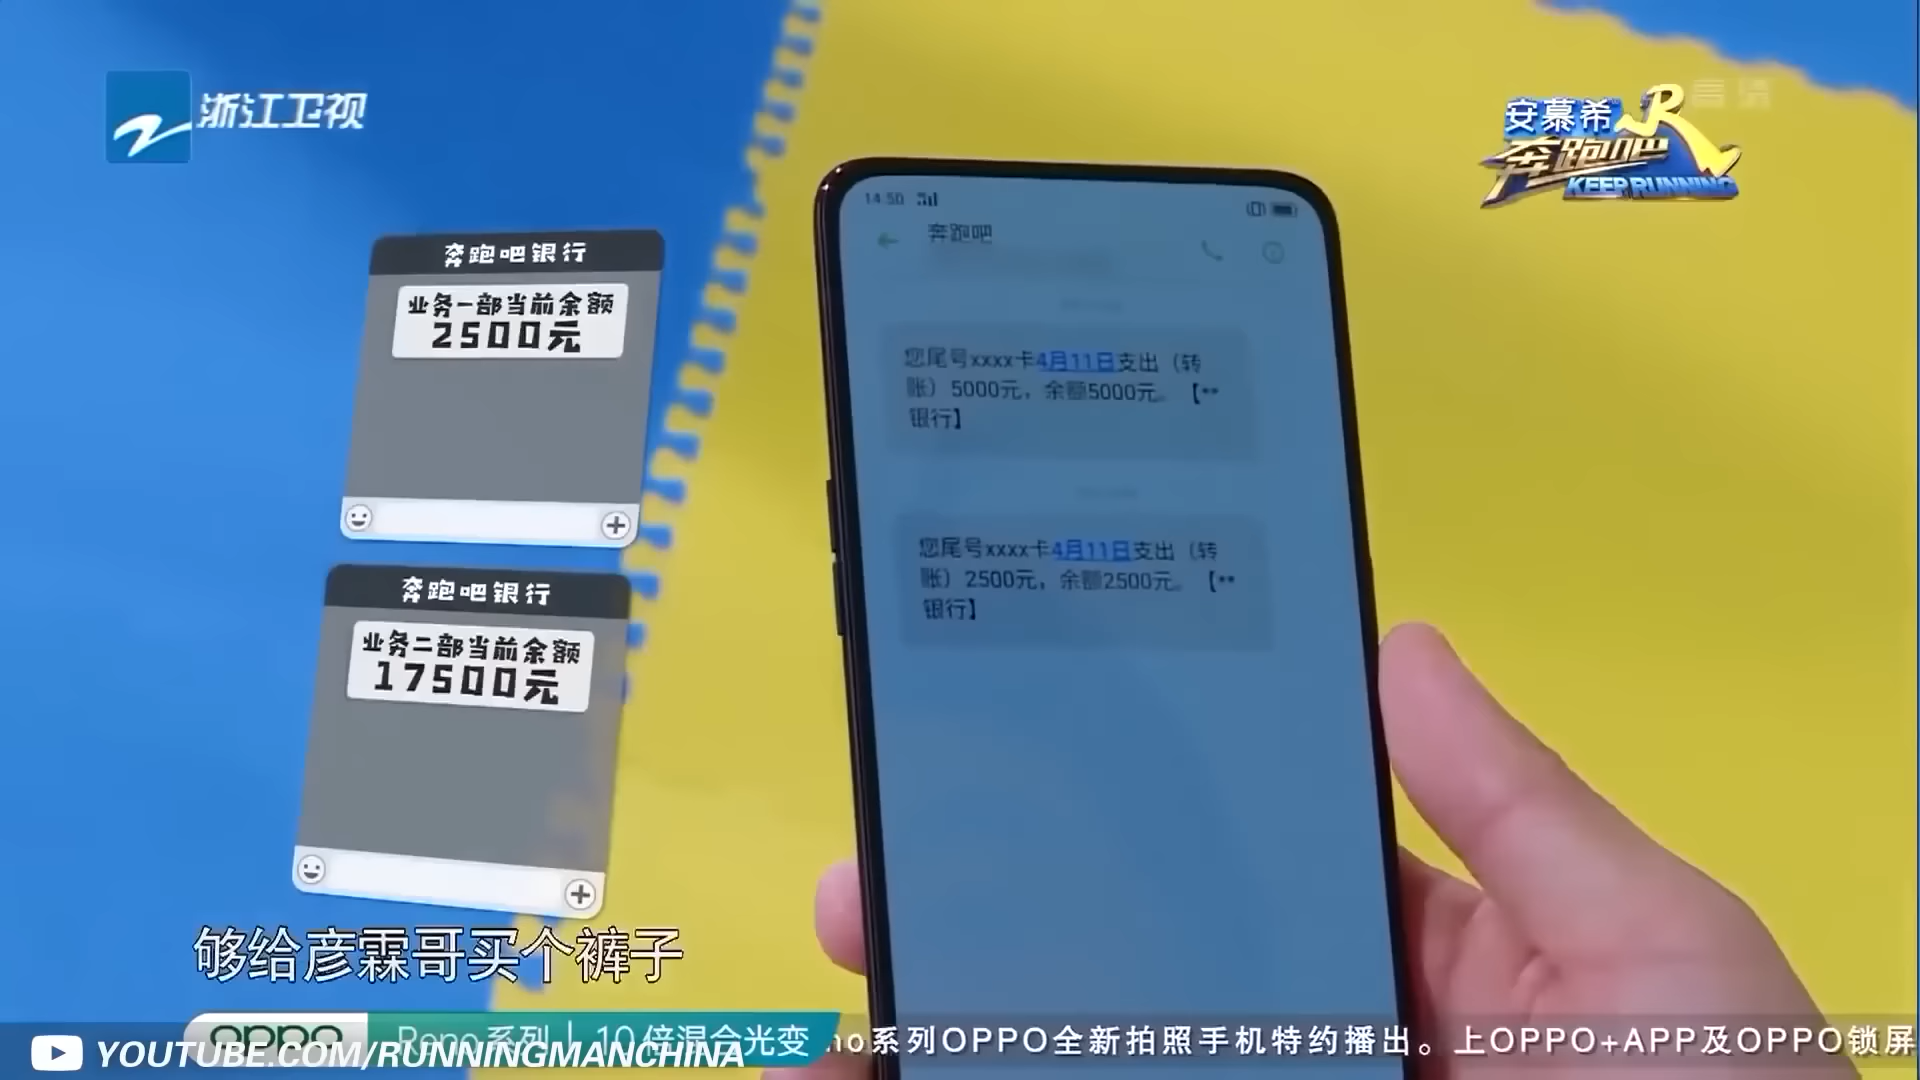 浙江卫视
安慕希
奔跑吧
KEEP RUNNING
高清
奔跑吧银行
业务一部当前余额
2500元
奔跑吧银行
业务二部当前余额
17500元
14:50
奔跑吧
您尾号xxxx卡4月11日支出（转
账）5000元，余额5000元。【**
银行】
您尾号xxxx卡4月11日支出（转
账）2500元，余额2500元。【**
银行】
够给彦霖哥买个裤子
oppo Reno系列 | 10倍混合光变
no系列OPPO全新拍照手机特约播出。上OPPO+APP及OPPO锁屏
YOUTUBE.COM/RUNNINGMANCHINA